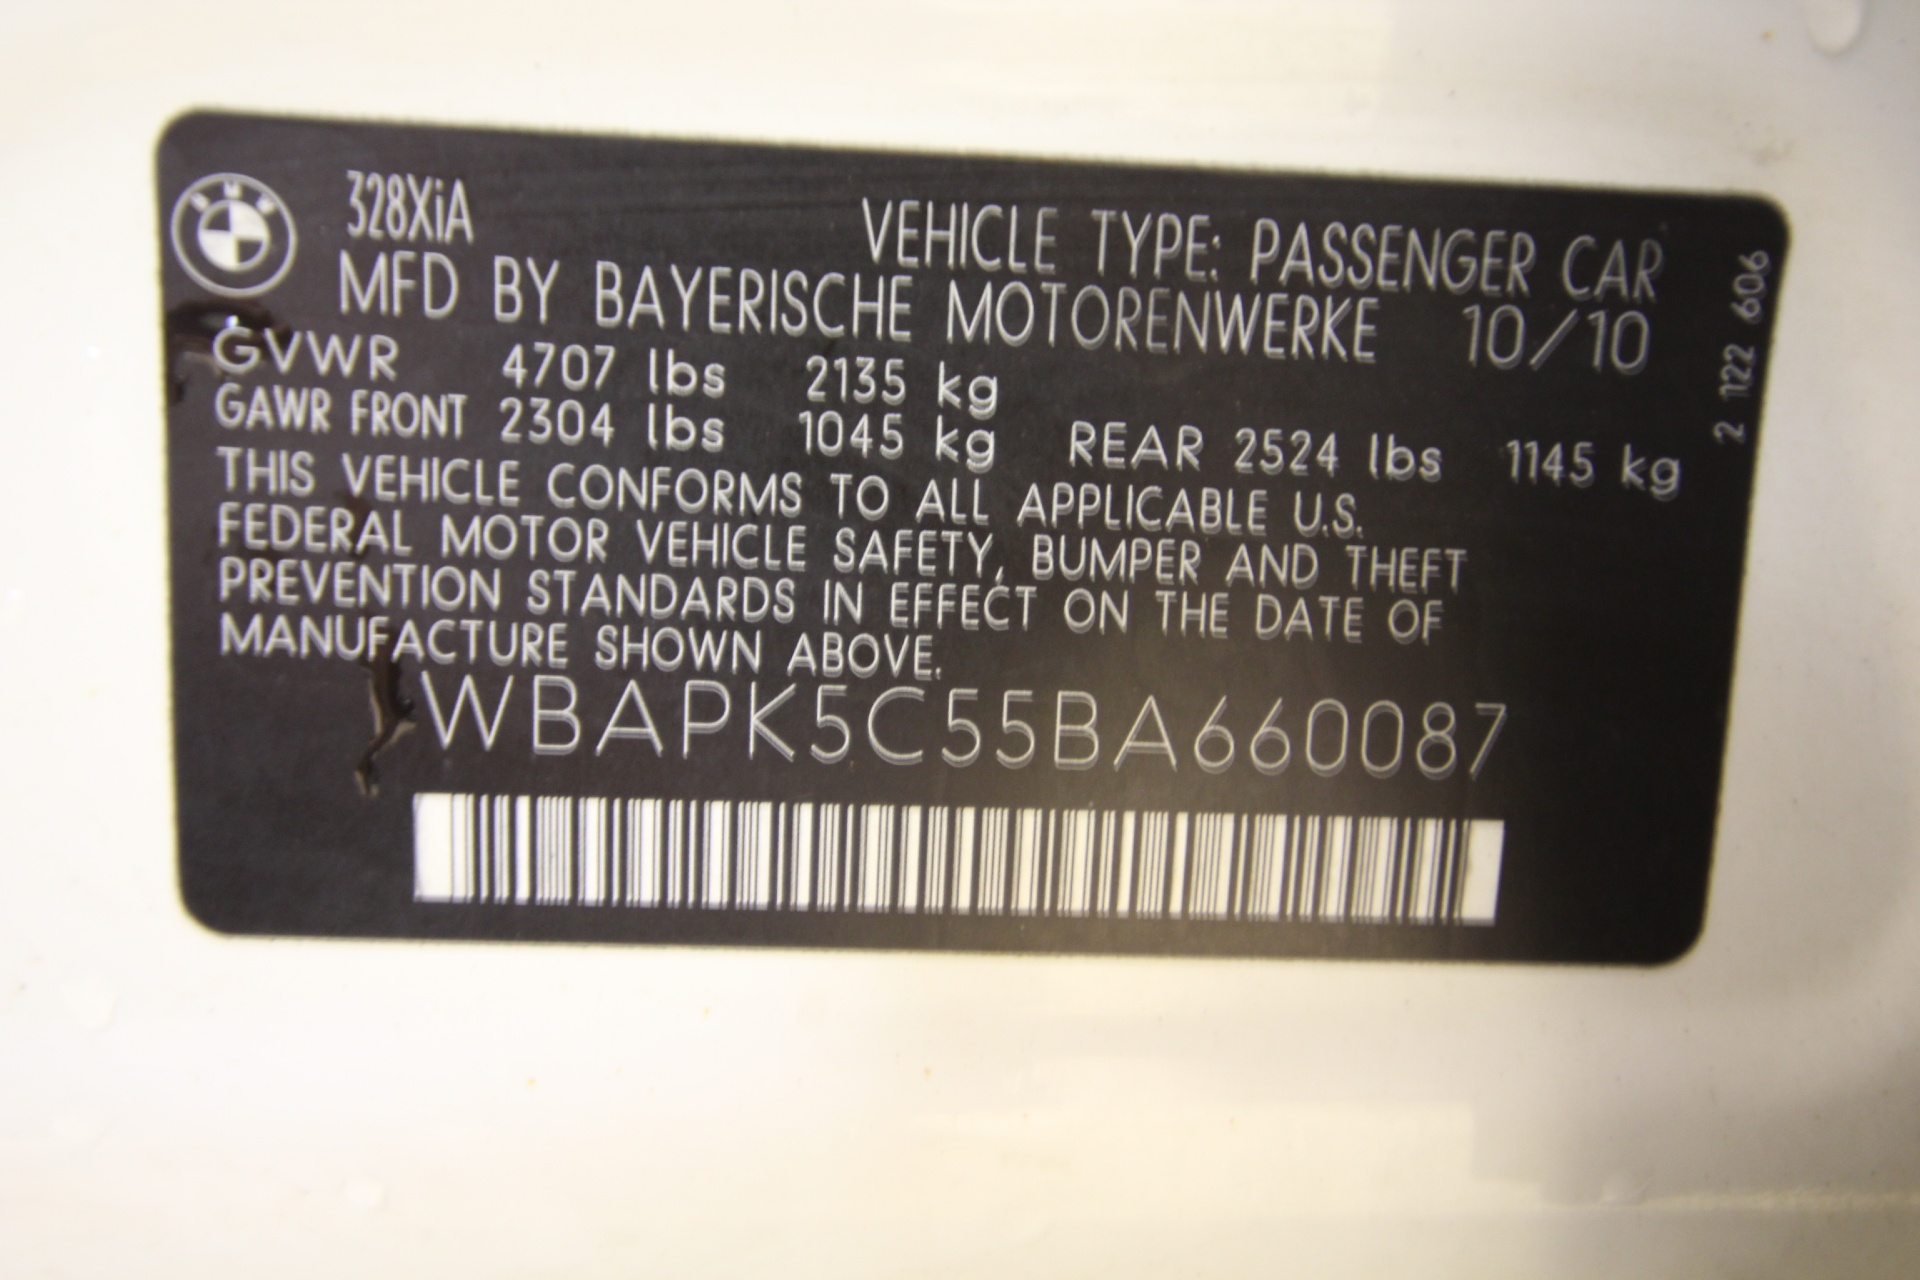 BMW
328XiA
VEHICLE TYPE: PASSENGER CAR
MFD BY BAYERISCHE MOTORENWERKE 10/10
GVWR 4707 lbs 2135 kg
GAWR FRONT 2304 lbs 1045 kg REAR 2524 lbs 1145 kg
THIS VEHICLE CONFORMS TO ALL APPLICABLE U.S.
FEDERAL MOTOR VEHICLE SAFETY, BUMPER AND THEFT
PREVENTION STANDARDS IN EFFECT ON THE DATE OF
MANUFACTURE SHOWN ABOVE.
WBAPK5C55BA660087
2 122 606